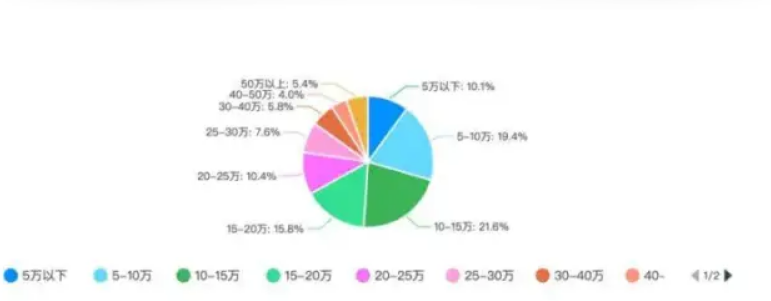 50万以上: 5.4%
40-50万: 4.0%
30-40万: 5.8%
25-30万: 7.6%
20-25万: 10.4%
15-20万: 15.8%
5万以下: 10.1%
5-10万: 19.4%
10-15万: 21.6%
5万以下 5-10万 10-15万 15-20万 20-25万 25-30万 30-40万 40- 1/2